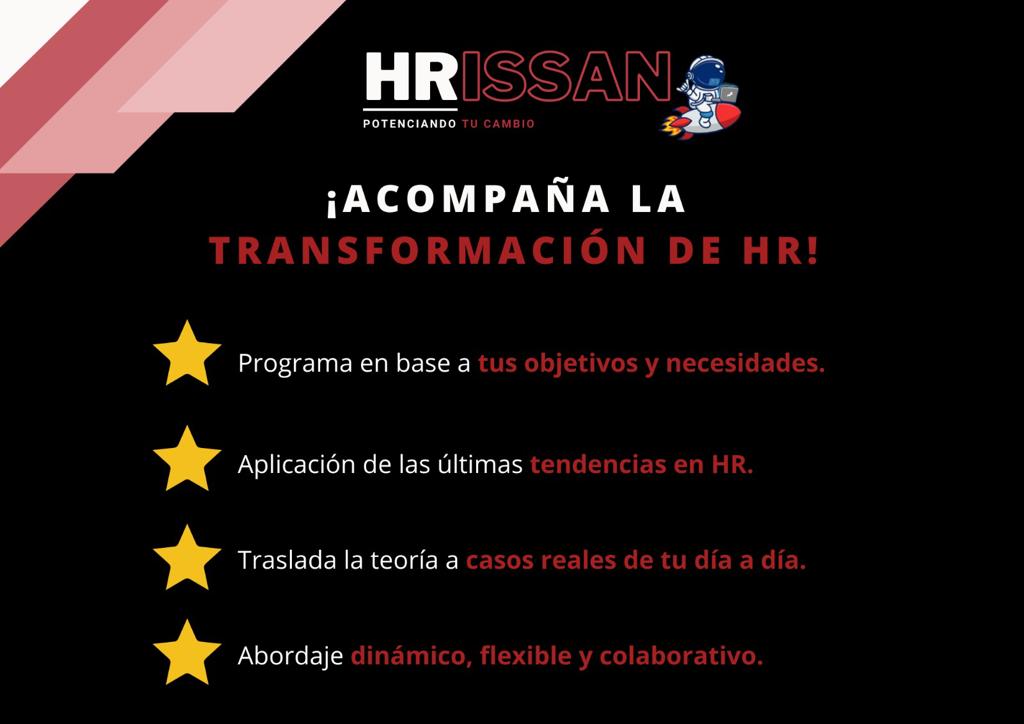 HRISSAN
POTENCIANDO TU CAMBIO
¡ACOMPAÑA LA
TRANSFORMACIÓN DE HR!
Programa en base a tus objetivos y necesidades.
Aplicación de las últimas tendencias en HR.
Traslada la teoría a casos reales de tu día a día.
Abordaje dinámico, flexible y colaborativo.